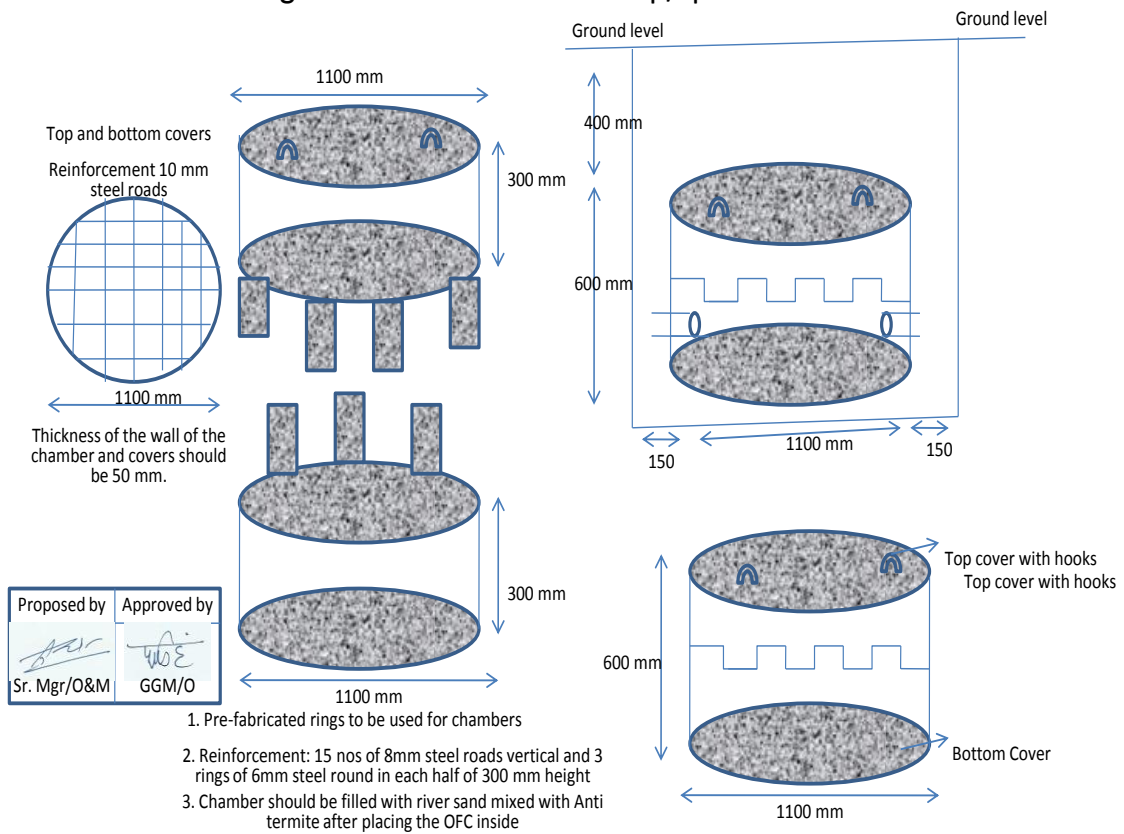 Ground level
Ground level
1100 mm
400 mm
Top and bottom covers
Reinforcement 10 mm
steel roads
300 mm
600 mm
1100 mm
Thickness of the wall of the
chamber and covers should
be 50 mm.
1100 mm
150
150
300 mm
Top cover with hooks
Top cover with hooks
Proposed by
Approved by
Sr. Mgr/O&M
GGM/O
600 mm
1100 mm
Bottom Cover
1100 mm
1. Pre-fabricated rings to be used for chambers
2. Reinforcement: 15 nos of 8mm steel roads vertical and 3
rings of 6mm steel round in each half of 300 mm height
3. Chamber should be filled with river sand mixed with Anti
termite after placing the OFC inside